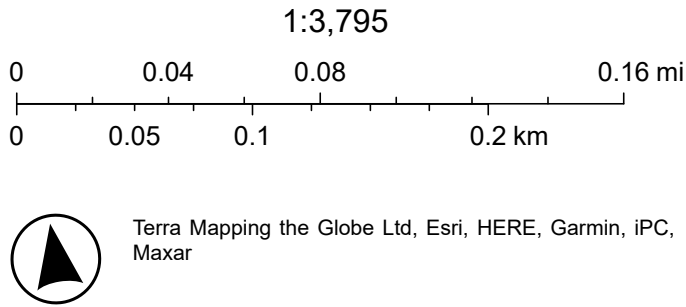 1:3,795
0 0.04 0.08 0.16 mi
0 0.05 0.1 0.2 km
Terra Mapping the Globe Ltd, Esri, HERE, Garmin, iPC,
Maxar